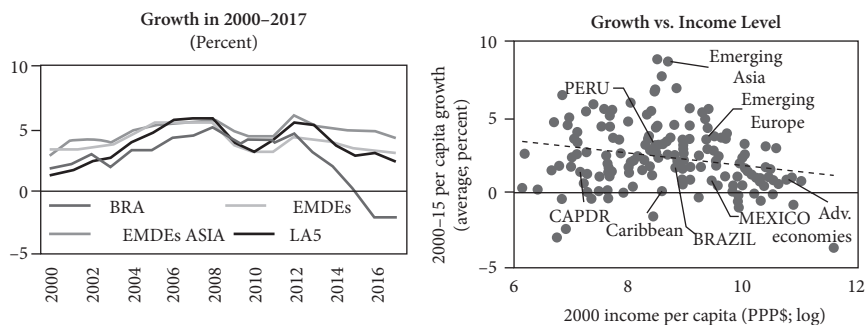 Growth in 2000–2017
(Percent)
10
5
0
−5
BRA
EMDEs
EMDEs ASIA
LA5
2000
2002
2004
2006
2008
2010
2012
2014
2016
Growth vs. Income Level
2000–15 per capita growth
(average; percent)
10
5
0
−5
Emerging
Asia
PERU
Emerging
Europe
CAPDR
Caribbean
BRAZIL
MEXICO
Adv.
economies
6
8
10
12
2000 income per capita (PPP$; log)